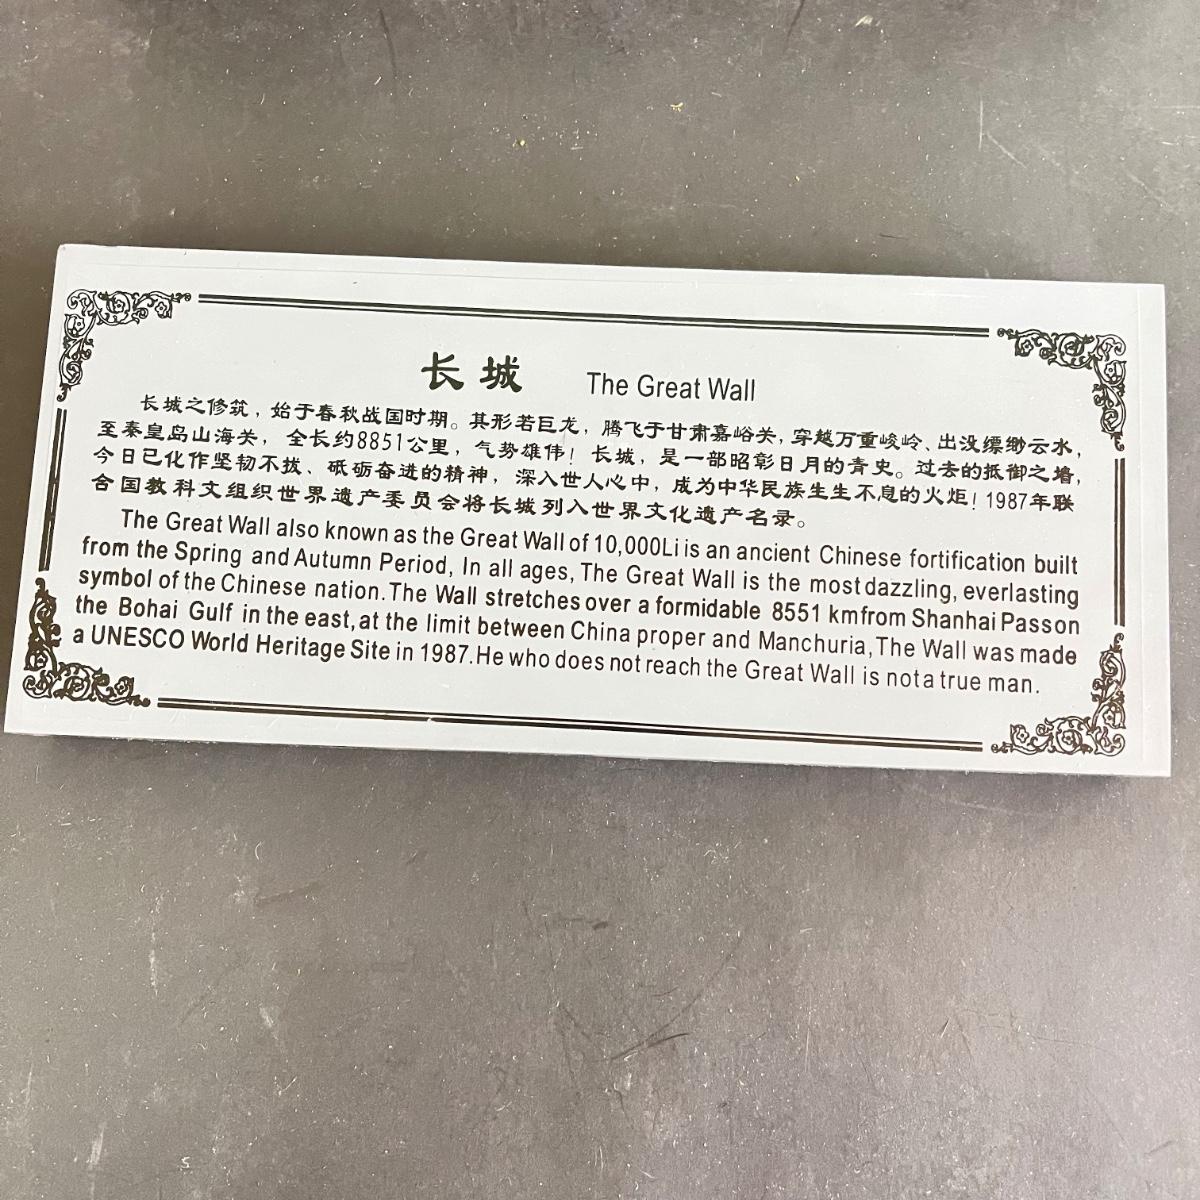 长城 The Great Wall
长城之修筑，始于春秋战国时期。其形若巨龙，腾飞于甘肃嘉峪关，穿越万重峻岭、出没缥缈云水，
至秦皇岛山海关，全长约8851公里，气势雄伟！长城，是一部昭彰日月的青史。过去的抵御之墙，
今日已化作坚韧不拔、砥砺奋进的精神，深入世人心中，成为中华民族生生不息的火炬！1987年联
合国教科文组织世界遗产委员会将长城列入世界文化遗产名录。
The Great Wall also known as the Great Wall of 10,000Li is an ancient Chinese fortification built
from the Spring and Autumn Period, In all ages, The Great Wall is the most dazzling, everlasting
symbol of the Chinese nation.The Wall stretches over a formidable 8551 kmfrom Shanhai Passon
the Bohai Gulf in the east,at the limit between China proper and Manchuria,The Wall was made
a UNESCO World Heritage Site in 1987.He who does not reach the Great Wall is not a true man.